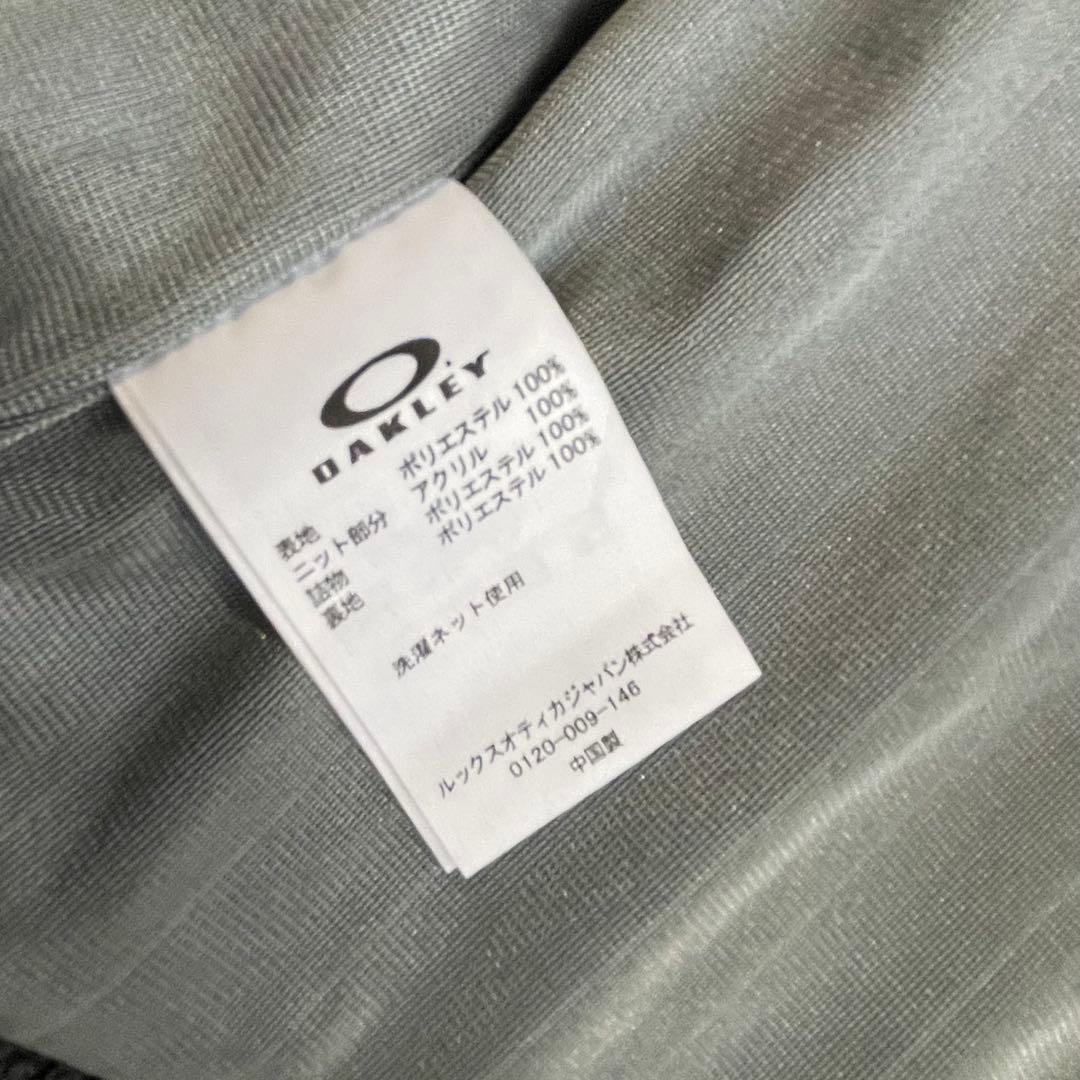 OAKLEY
表地 ポリエステル 100%
ニット部分 アクリル 100%
詰物 ポリエステル 100%
裏地 ポリエステル 100%
洗濯ネット使用
ルックスオティカジャパン株式会社
0120-009-146
中国製